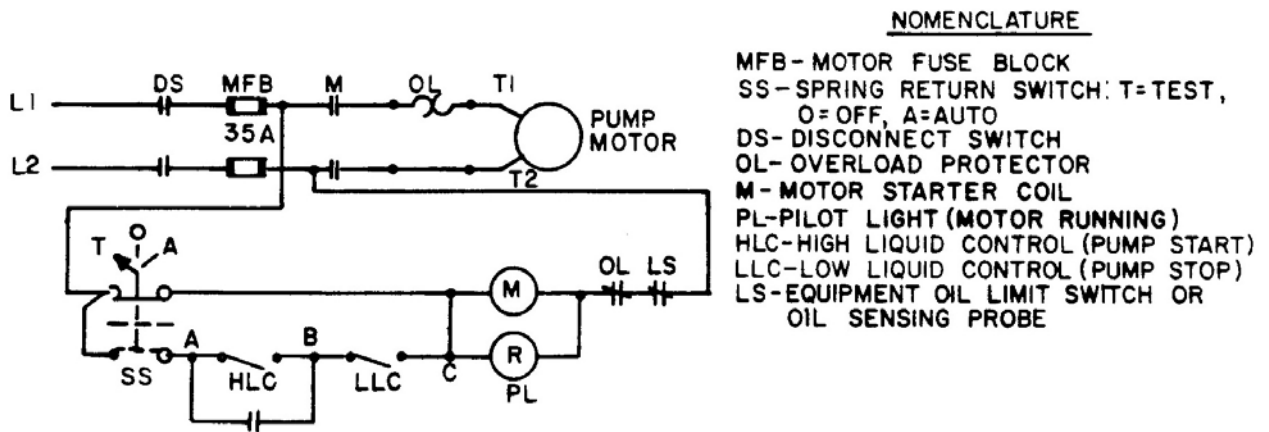 NOMENCLATURE
MFB-MOTOR FUSE BLOCK
SS-SPRING RETURN SWITCH: T=TEST,
O=OFF, A=AUTO
DS-DISCONNECT SWITCH
OL-OVERLOAD PROTECTOR
M-MOTOR STARTER COIL
PL-PILOT LIGHT (MOTOR RUNNING)
HLC-HIGH LIQUID CONTROL (PUMP START)
LLC-LOW LIQUID CONTROL (PUMP STOP)
LS-EQUIPMENT OIL LIMIT SWITCH OR
OIL SENSING PROBE
DS MFB M OL T1
L1
35A
PUMP
MOTOR
L2
T2
O
T A
OL LS
M
A B
SS HLC LLC C R
PL